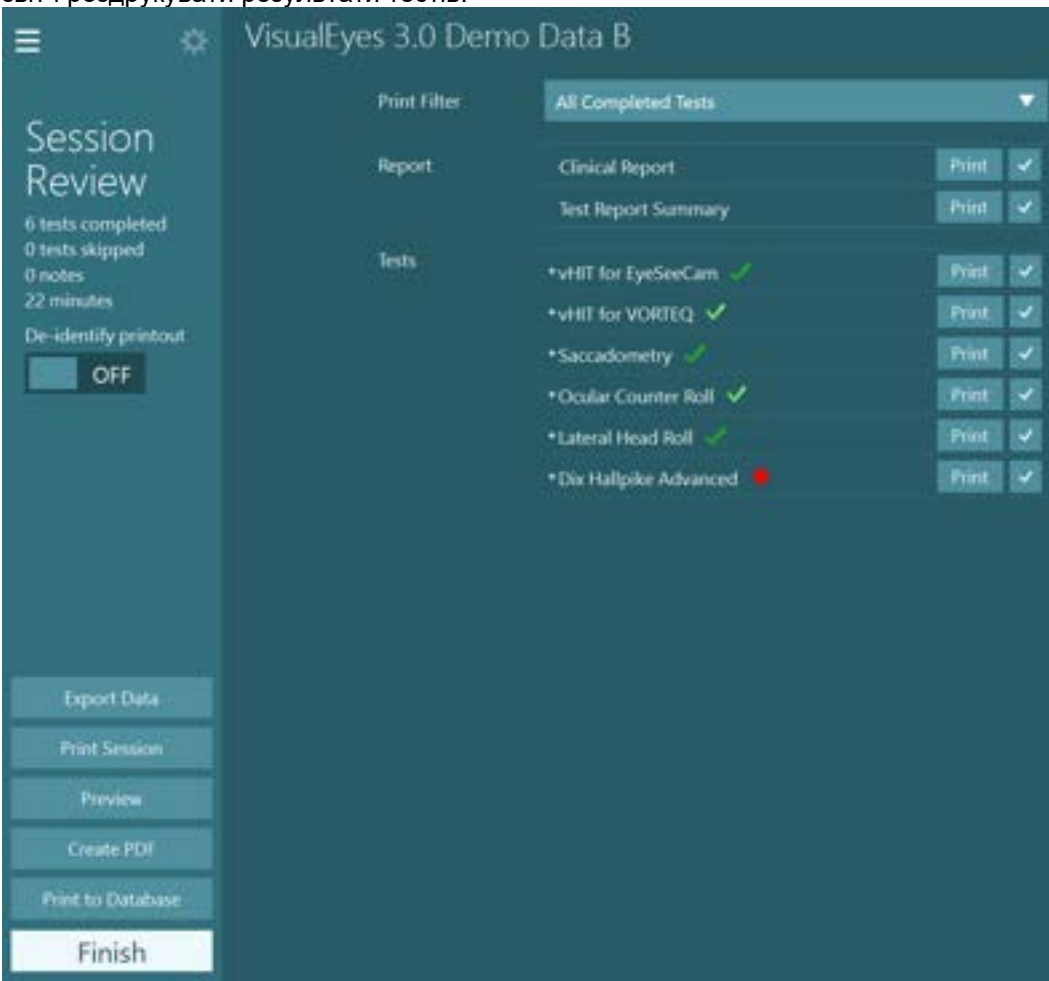 роздрукувати результати тестів.
VisualEyes 3.0 Demo Data B
Session
Review
6 tests completed
0 tests skipped
0 notes
22 minutes
De-identify printout
OFF
Export Data
Print Session
Preview
Create PDF
Print to Database
Finish
Print Filter
All Completed Tests
Report
Clinical Report Print
Test Report Summary Print
Tests
*vHIT for EyeSeeCam Print
*vHIT for VORTEQ Print
*Saccadometry Print
*Ocular Counter Roll Print
*Lateral Head Roll Print
*Dix Hallpike Advanced Print